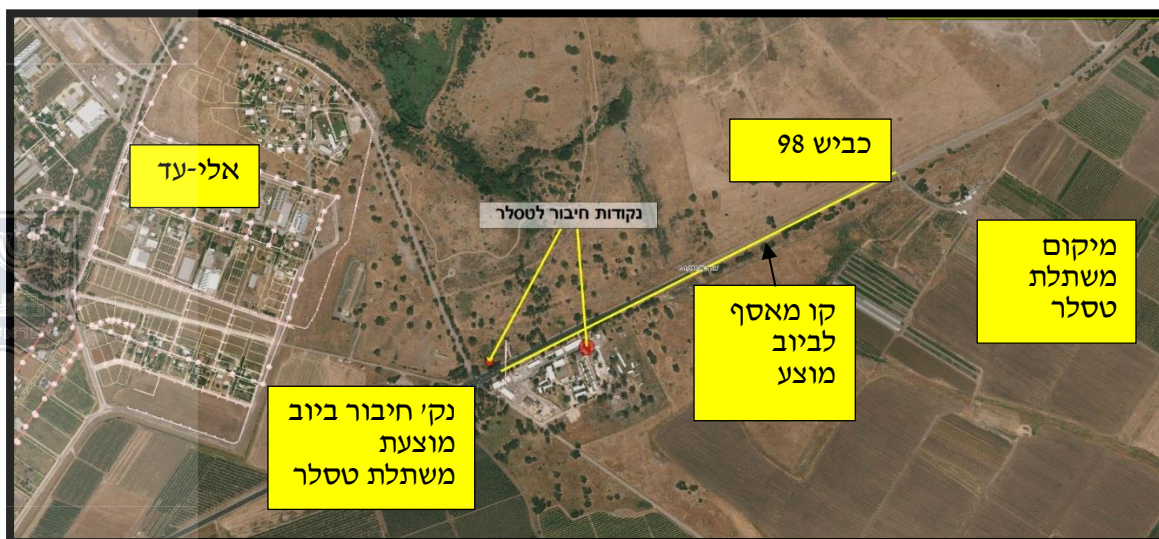 כביש 98
אלי-עד
נקודות חיבור לטסלר
מיקום
משתלת
טסלר
קו מאסף
לביוב
מוצע
נק' חיבור ביוב
מוצעת
משתלת טסלר